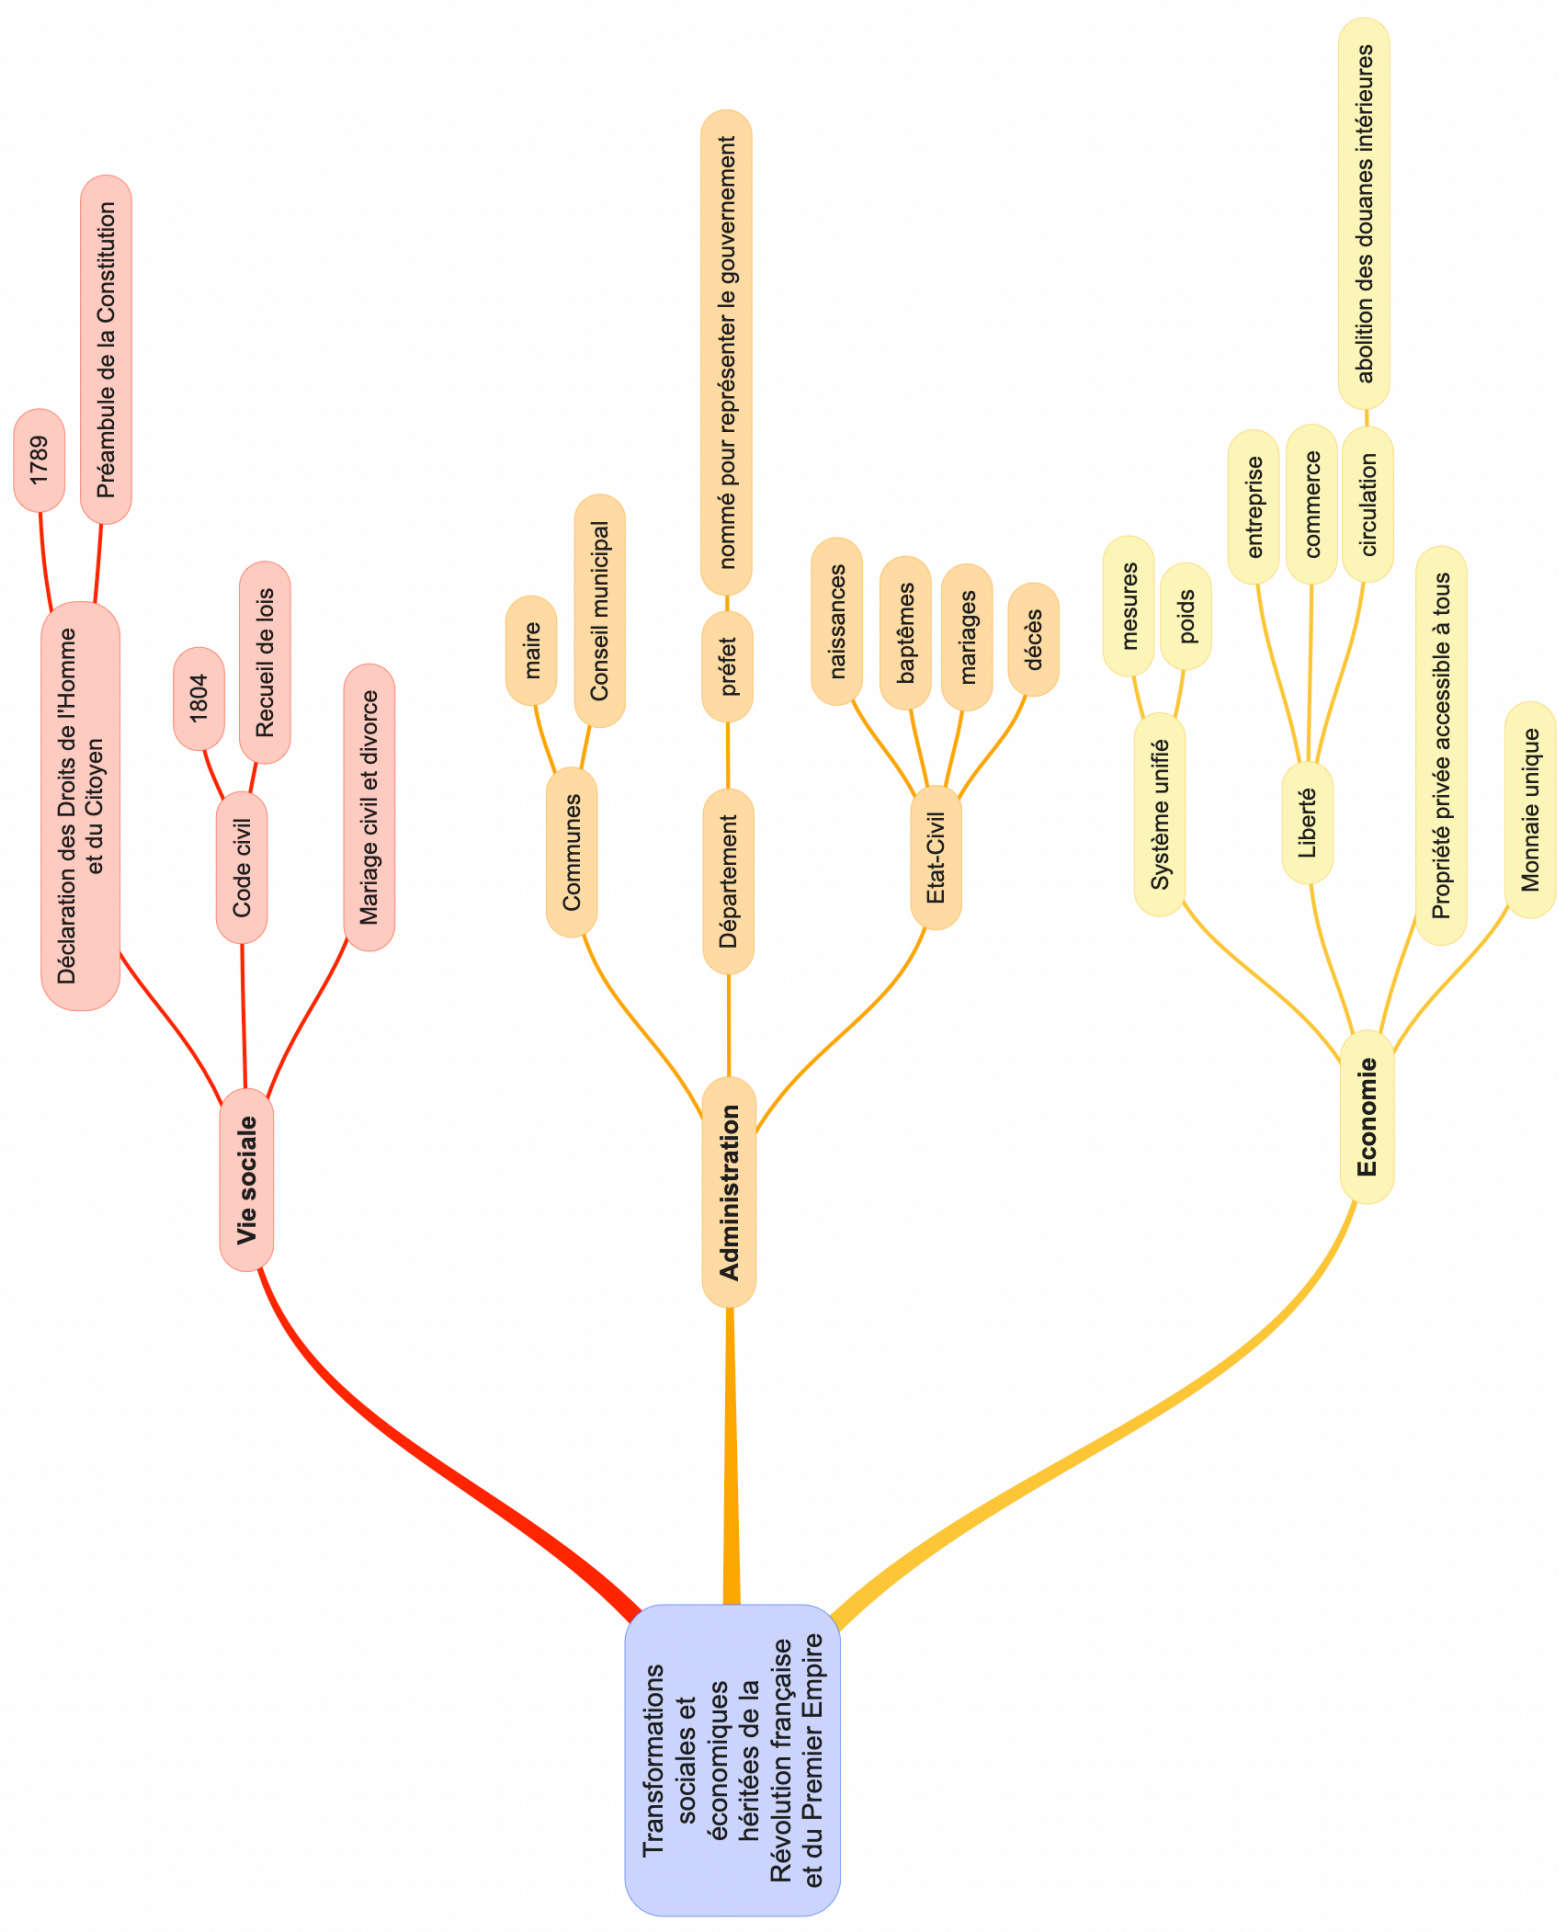 Transformations
sociales et
économiques
héritées de la
Révolution française
et du Premier Empire
Vie sociale
Déclaration des Droits de l'Homme
et du Citoyen
1789
Préambule de la Constitution
Code civil
1804
Recueil de lois
Mariage civil et divorce
Administration
Communes
maire
Conseil municipal
Département
préfet
nommé pour représenter le gouvernement
Etat-Civil
naissances
baptêmes
mariages
décès
Economie
Système unifié
mesures
poids
Liberté
entreprise
commerce
circulation
abolition des douanes intérieures
Propriété privée accessible à tous
Monnaie unique